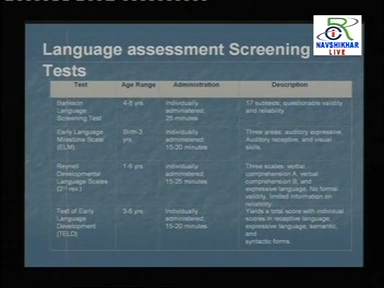 NAVSHIKHAR
LIVE
Language assessment Screening
Tests
Test Age Range Administration Description
Bankson
Language
Screening Test
4-8 yrs
Individually
administered;
25 minutes
17 subtests; questionable validity
and reliability
Early Language
Milestone Scale
(ELM)
Birth-3
yrs
Individually
administered;
15-20 minutes
Three areas: auditory expressive,
Auditory receptive, and visual
skills.
Reynell
Developmental
Language Scales
(2nd rev.)
1-6 yrs
Individually
administered;
15-25 minutes
Three scales: verbal
comprehension A, verbal
comprehension B, and
expressive language. No formal
validity, limited information on
reliability.
Test of Early
Language
Development
(TELD)
3-8 yrs
Individually
administered;
15-20 minutes
Yields a total score with individual
scores in receptive language,
expressive language, semantic,
and
syntactic forms.